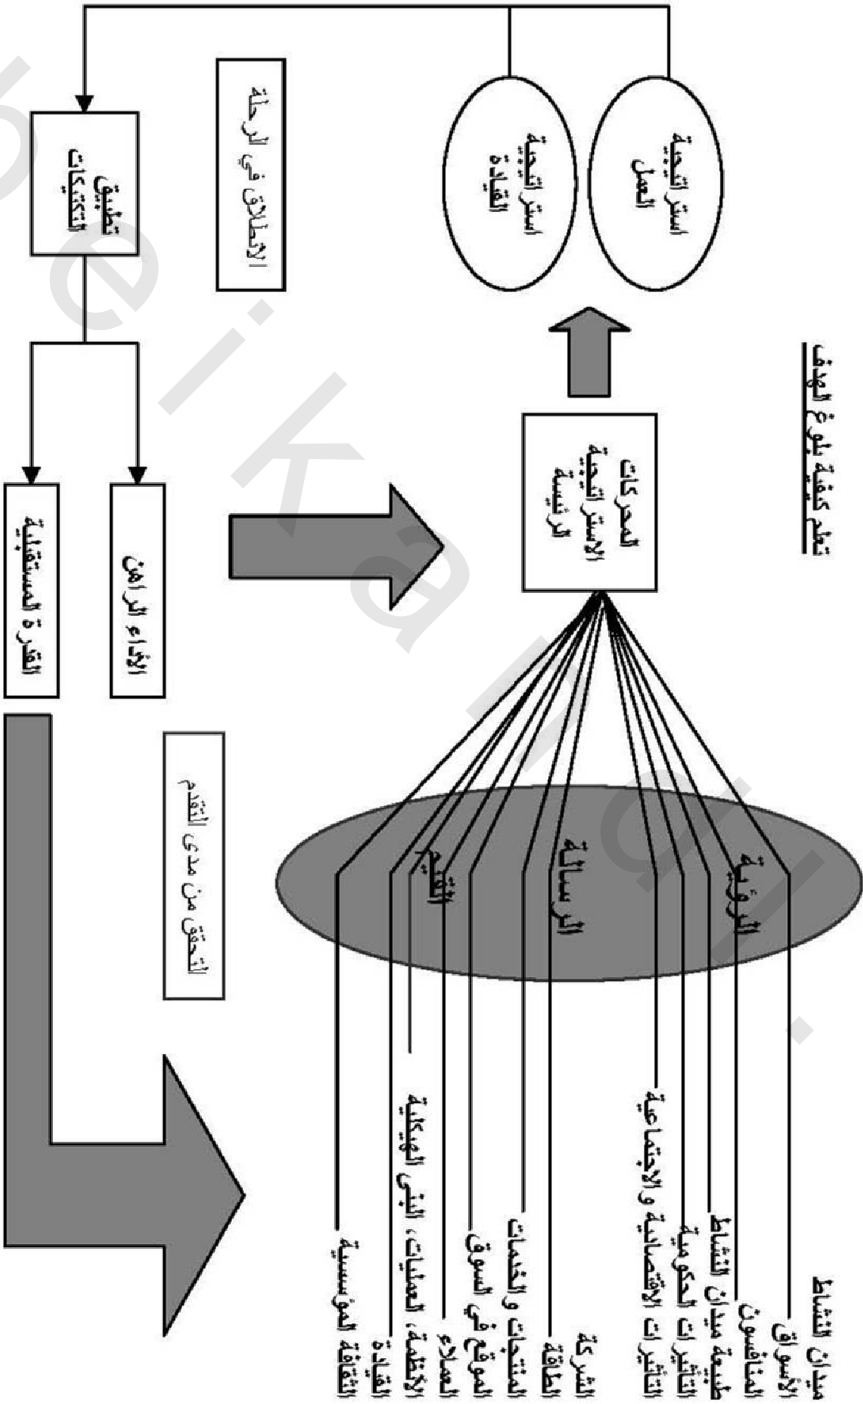 تعلم كيفية بلوغ الهدف
ميدان النشاط
الأسواق
المنافسون
طبيعة ميدان النشاط
التأثيرات الحكومية
التأثيرات الاقتصادية والاجتماعية
الشركة
الطاقة
المنتجات والخدمات
الموقع في السوق
العملاء
الأنظمة، العمليات، البنى الهيكلية
القيادة
الثقافة المؤسسية
الرؤية
الرسالة
القيم
المحركات
الاستراتيجية
الرئيسة
استراتيجية
العمل
استراتيجية
القيادة
الانطلاق في الرحلة
تطبيق
التكتيكات
الأداء الراهن
القدرة المستقبلية
التحقق من مدى التقدم
beikandl.